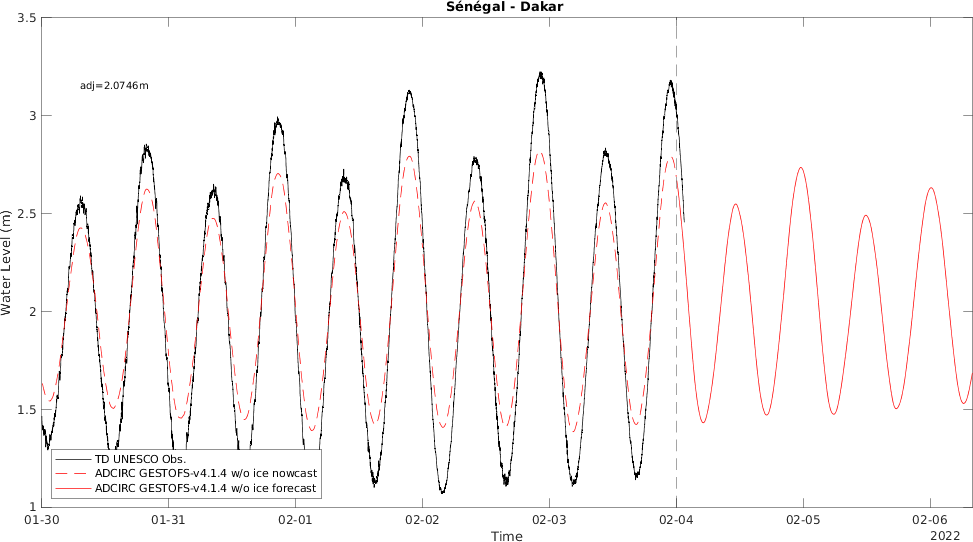 Sénégal - Dakar
3.5
adj=2.0746m
3
2.5
Water Level (m)
2
1.5
TD UNESCO Obs.
ADCIRC GESTOFS-v4.1.4 w/o ice nowcast
ADCIRC GESTOFS-v4.1.4 w/o ice forecast
1
01-30 01-31 02-01 02-02 02-03 02-04 02-05 02-06
Time 2022